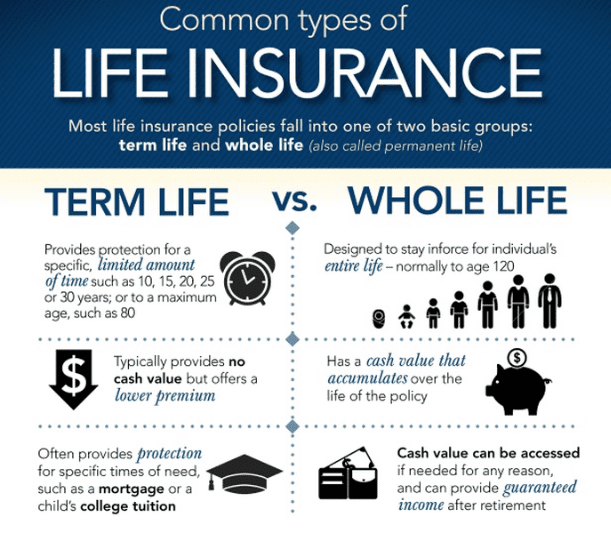 Common types of
LIFE INSURANCE
Most life insurance policies fall into one of two basic groups:
term life and whole life (also called permanent life)
TERM LIFE vs. WHOLE LIFE
Provides protection for a
specific, limited amount
of time such as 10, 15, 20, 25
or 30 years; or to a maximum
age, such as 80
Designed to stay inforce for individual's
entire life – normally to age 120
$
Typically provides no
cash value but offers a
lower premium
Has a cash value that
accumulates over the
life of the policy
$
Often provides protection
for specific times of need,
such as a mortgage or a
child's college tuition
Cash value can be accessed
if needed for any reason,
and can provide guaranteed
income after retirement